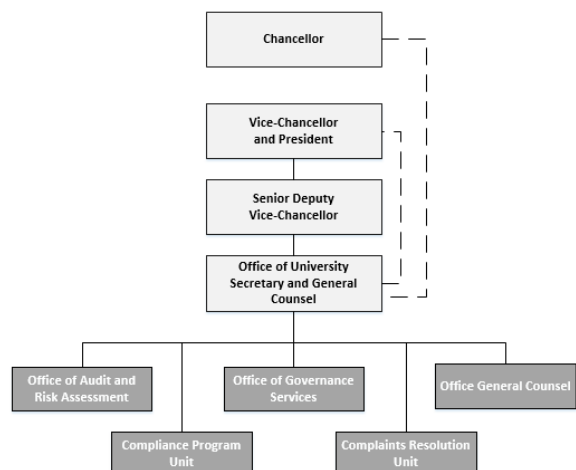 Chancellor
Vice-Chancellor
and President
Senior Deputy
Vice-Chancellor
Office of University
Secretary and General
Counsel
Office of Audit and
Risk Assessment
Office of Governance
Services
Office General Counsel
Compliance Program
Unit
Complaints Resolution
Unit